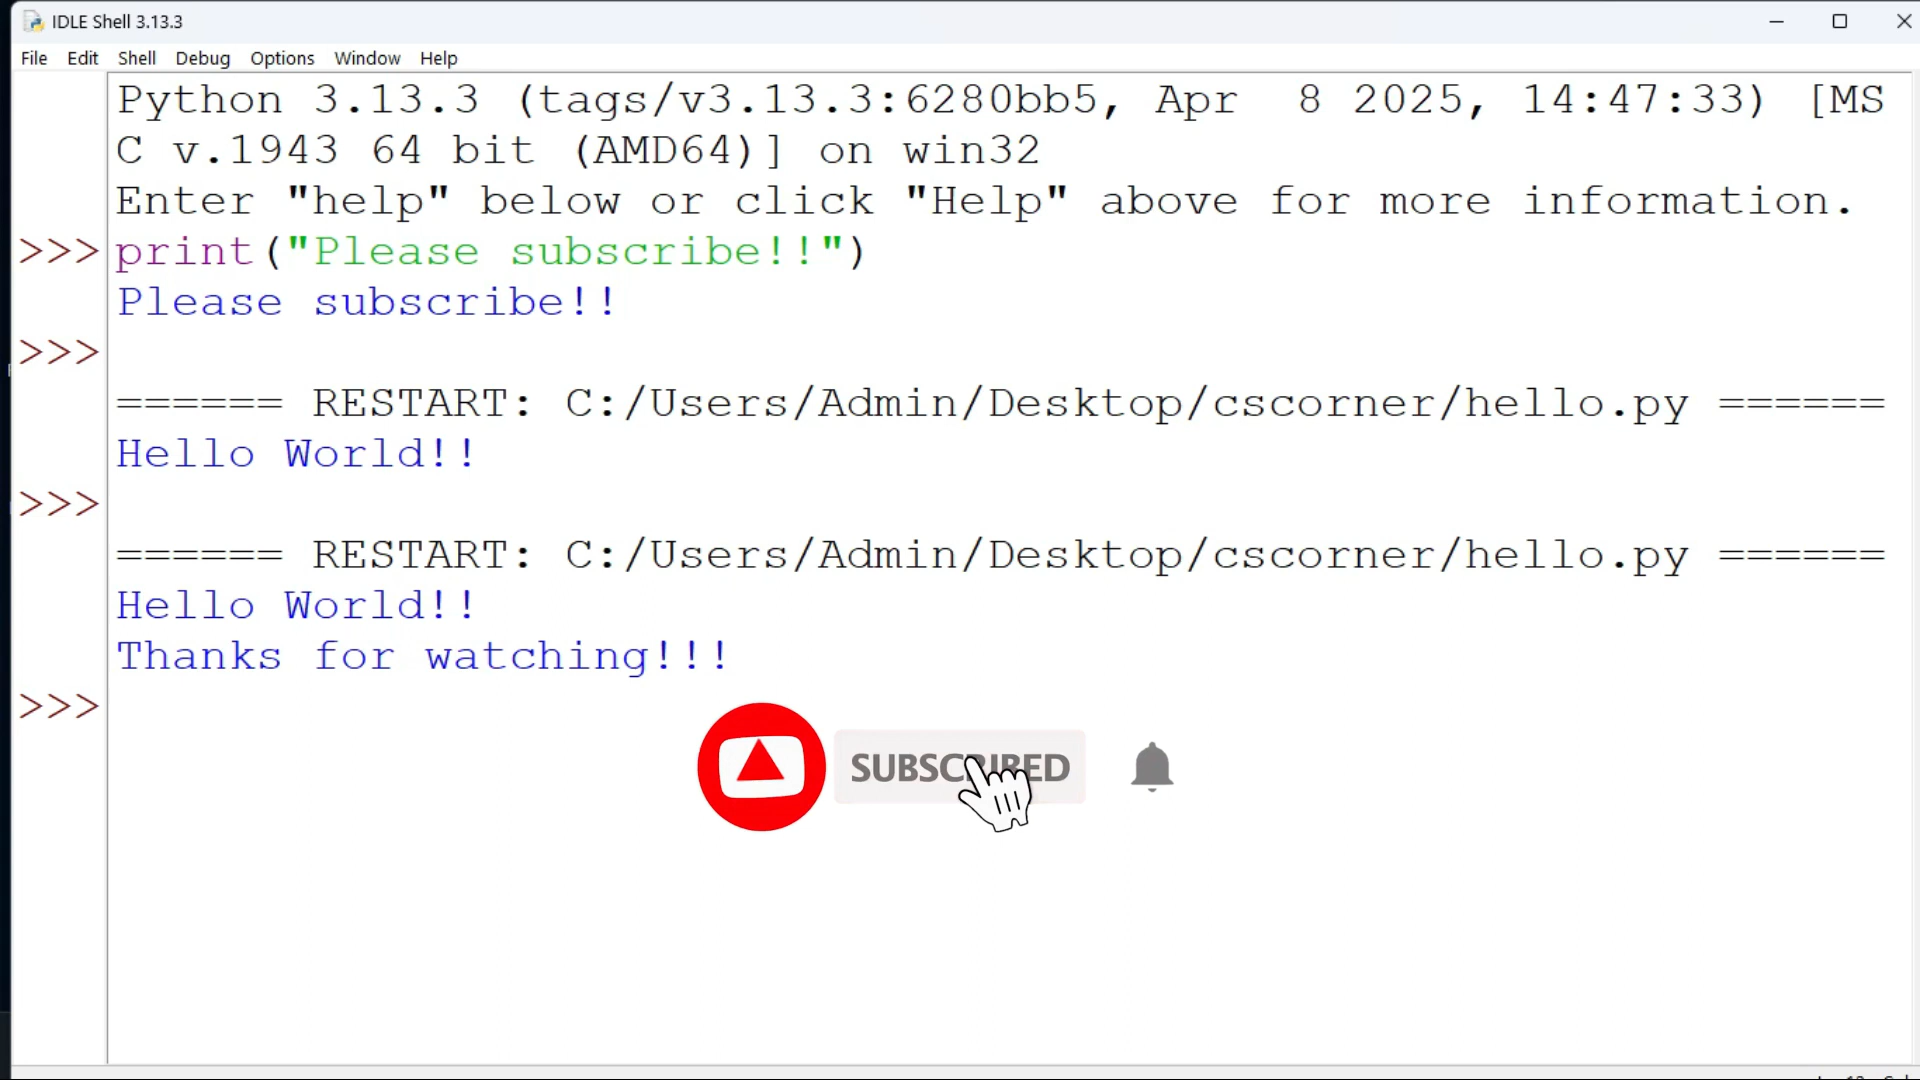 IDLE Shell 3.13.3
File Edit Shell Debug Options Window Help
Python 3.13.3 (tags/v3.13.3:6280bb5, Apr  8 2025, 14:47:33) [MS
C v.1943 64 bit (AMD64)] on win32
Enter "help" below or click "Help" above for more information.
>>> print("Please subscribe!!")
Please subscribe!!
>>>
====== RESTART: C:/Users/Admin/Desktop/cscorner/hello.py ======
Hello World!!
>>>
====== RESTART: C:/Users/Admin/Desktop/cscorner/hello.py ======
Hello World!!
Thanks for watching!!!
>>>
SUBSCRIBED